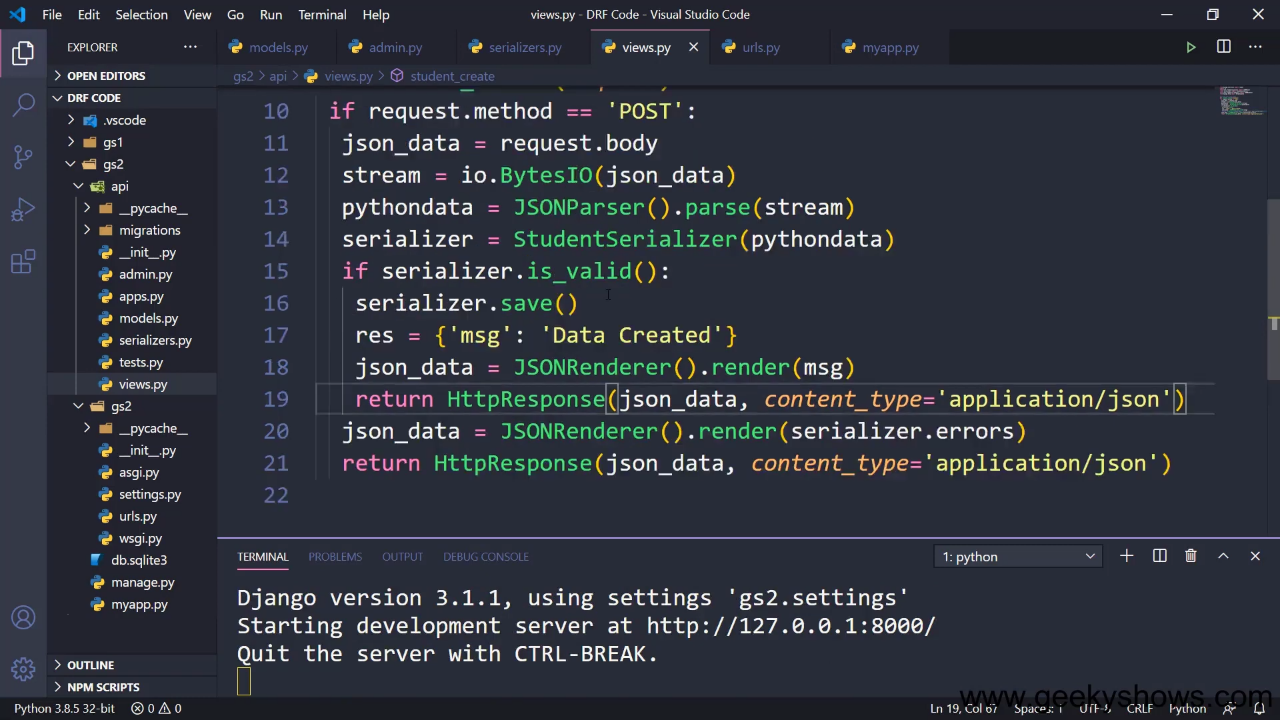 File Edit Selection View Go Run Terminal Help views.py - DRF Code - Visual Studio Code
EXPLORER
models.py admin.py serializers.py views.py urls.py myapp.py
gs2 > api > views.py > student_create
OPEN EDITORS
DRF CODE
.vscode
gs1
gs2
api
__pycache__
migrations
__init__.py
admin.py
apps.py
models.py
serializers.py
tests.py
views.py
gs2
__pycache__
__init__.py
asgi.py
settings.py
urls.py
wsgi.py
db.sqlite3
manage.py
myapp.py
OUTLINE
NPM SCRIPTS
10 if request.method == 'POST':
11 json_data = request.body
12 stream = io.BytesIO(json_data)
13 pythondata = JSONParser().parse(stream)
14 serializer = StudentSerializer(pythondata)
15 if serializer.is_valid():
16 serializer.save()
17 res = {'msg': 'Data Created'}
18 json_data = JSONRenderer().render(msg)
19 return HttpResponse(json_data, content_type='application/json')
20 json_data = JSONRenderer().render(serializer.errors)
21 return HttpResponse(json_data, content_type='application/json')
22
TERMINAL PROBLEMS OUTPUT DEBUG CONSOLE 1: python
Django version 3.1.1, using settings 'gs2.settings'
Starting development server at http://127.0.0.1:8000/
Quit the server with CTRL-BREAK.
www.geekyshows.com
Python 3.8.5 32-bit 0 0 Ln 19, Col 67 Spaces: 1 UTF-8 CRLF Python